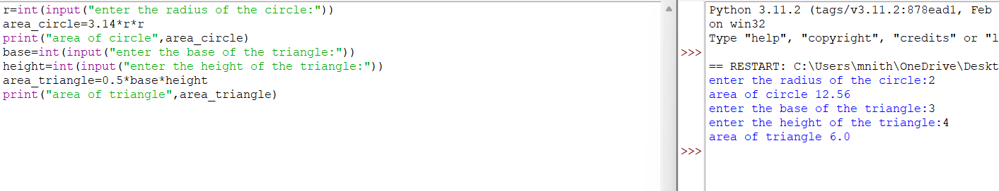 r=int(input("enter the radius of the circle:"))
area_circle=3.14*r*r
print("area of circle",area_circle)
base=int(input("enter the base of the triangle:"))
height=int(input("enter the height of the triangle:"))
area_triangle=0.5*base*height
print("area of triangle",area_triangle)
Python 3.11.2 (tags/v3.11.2:878ead1, Feb
on win32
Type "help", "copyright", "credits" or "l
>>>
== RESTART: C:\Users\mnith\OneDrive\Deskt
enter the radius of the circle:2
area of circle 12.56
enter the base of the triangle:3
enter the height of the triangle:4
area of triangle 6.0
>>>